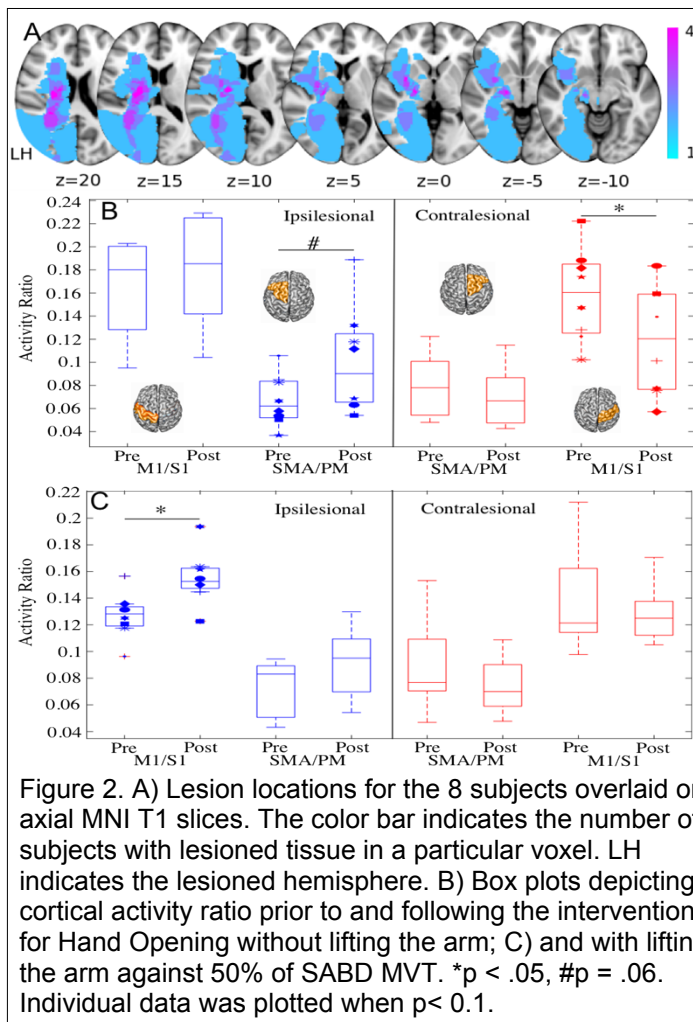 A
4
1
LH
z=20 z=15 z=10 z=5 z=0 z=-5 z=-10
B
Ipsilesional
Contralesional
#
*
0.24
0.2
0.2
0.16
0.12
0.1
0.08
0.06
0.04
Activity Ratio
Pre Post Pre Post Pre Post Pre Post
M1/S1 SMA/PM SMA/PM M1/S1
C
Ipsilesional
Contralesional
*
0.22
0.2
0.18
0.16
0.14
0.12
0.1
0.08
0.06
0.04
Activity Ratio
Pre Post Pre Post Pre Post Pre Post
M1/S1 SMA/PM SMA/PM M1/S1
Figure 2. A) Lesion locations for the 8 subjects overlaid
axial MNI T1 slices. The color bar indicates the number
subjects with lesioned tissue in a particular voxel. LH
indicates the lesioned hemisphere. B) Box plots depicting
cortical activity ratio prior to and following the intervention
for Hand Opening without lifting the arm; C) and with liftin
the arm against 50% of SABD MVT. *p < .05, #p = .06.
Individual data was plotted when p< 0.1.